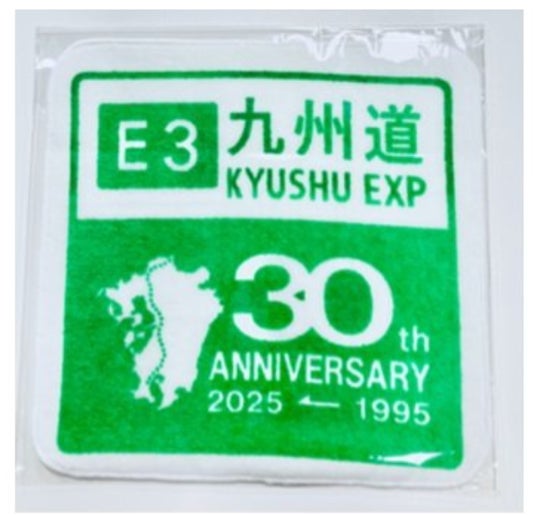 E3 九州道
KYUSHU EXP
30th
ANNIVERSARY
2025 ← 1995